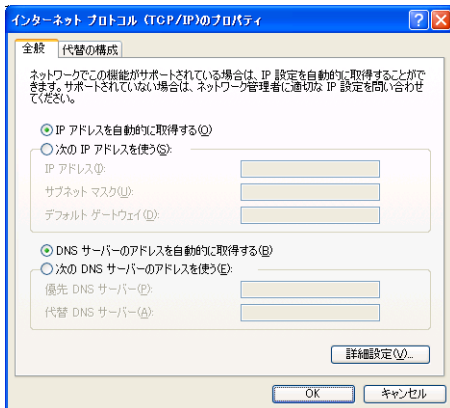 インターネット プロトコル (TCP/IP)のプロパティ
全般
代替の構成
ネットワークでこの機能がサポートされている場合は、IP 設定を自動的に取得することがで
きます。サポートされていない場合は、ネットワーク管理者に適切な IP 設定を問い合わせ
てください。
IP アドレスを自動的に取得する(O)
次の IP アドレスを使う(S):
IP アドレス(I):
サブネット マスク(U):
デフォルト ゲートウェイ(D):
DNS サーバーのアドレスを自動的に取得する(B)
次の DNS サーバーのアドレスを使う(E):
優先 DNS サーバー(P):
代替 DNS サーバー(A):
詳細設定(V)...
OK
キャンセル